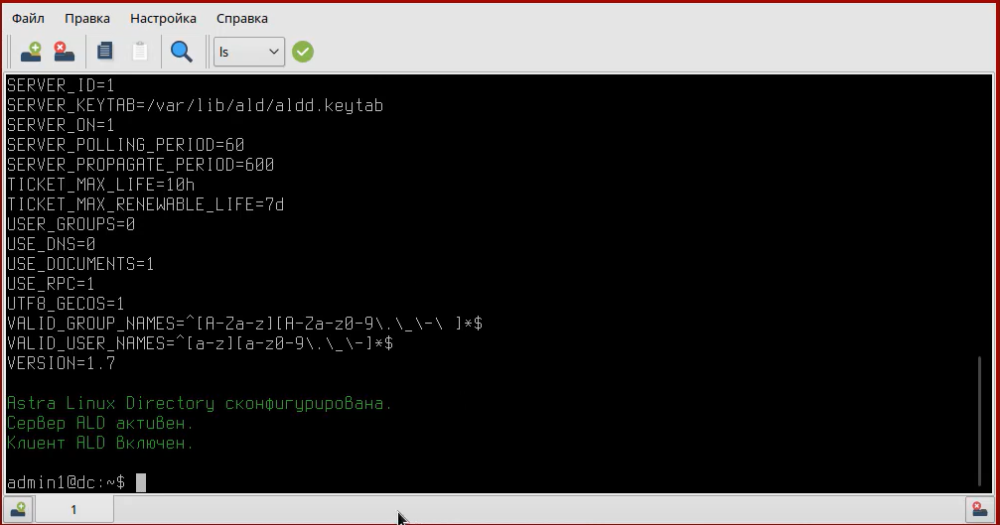 Файл Правка Настройка Справка
ls
SERVER_ID=1
SERVER_KEYTAB=/var/lib/ald/aldd.keytab
SERVER_ON=1
SERVER_POLLING_PERIOD=60
SERVER_PROPAGATE_PERIOD=600
TICKET_MAX_LIFE=10h
TICKET_MAX_RENEWABLE_LIFE=7d
USER_GROUPS=0
USE_DNS=0
USE_DOCUMENTS=1
USE_RPC=1
UTF8_GECOS=1
VALID_GROUP_NAMES=^[A-Za-z][A-Za-z0-9\.\_\-\ ]*$
VALID_USER_NAMES=^[a-z][a-z0-9\.\_\-]*$
VERSION=1.7
Astra Linux Directory сконфигурирована.
Сервер ALD активен.
Клиент ALD включен.
admin1@dc:~$
1